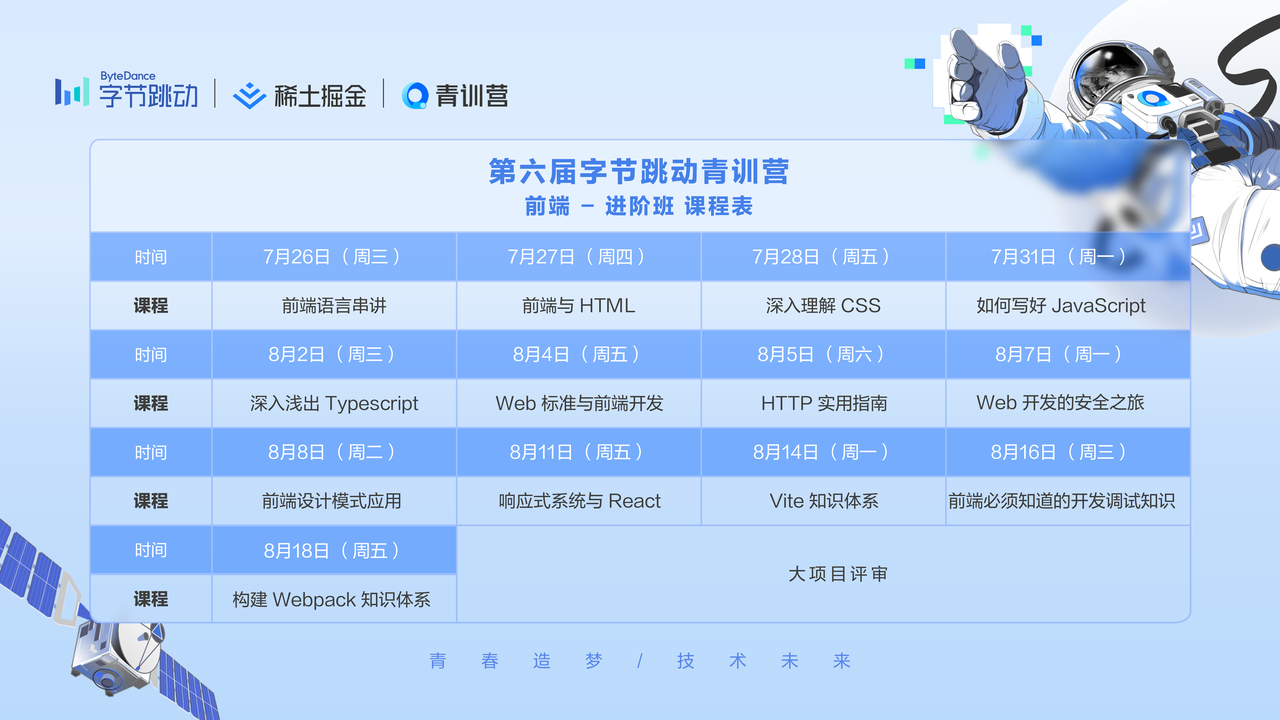 ByteDance
字节跳动 稀土掘金 青训营
第六届字节跳动青训营
前端 - 进阶班 课程表
时间 7月26日（周三） 7月27日（周四） 7月28日（周五） 7月31日（周一）
课程 前端语言串讲 前端与 HTML 深入理解 CSS 如何写好 JavaScript
时间 8月2日（周三） 8月4日（周五） 8月5日（周六） 8月7日（周一）
课程 深入浅出 Typescript Web 标准与前端开发 HTTP 实用指南 Web 开发的安全之旅
时间 8月8日（周二） 8月11日（周五） 8月14日（周一） 8月16日（周三）
课程 前端设计模式应用 响应式系统与 React Vite 知识体系 前端必须知道的开发调试知识
时间 8月18日（周五）
大项目评审
课程 构建 Webpack 知识体系
青春造梦/技术未来